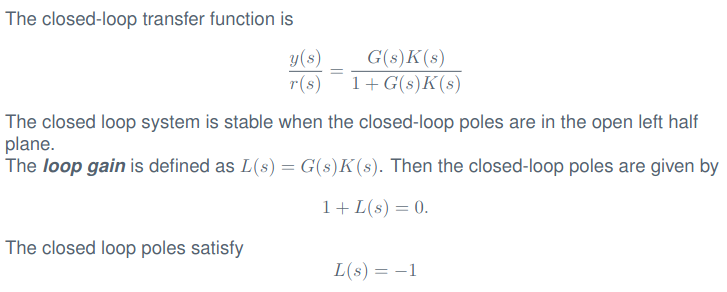 The closed-loop transfer function is
y(s)/r(s) = G(s)K(s)/(1 + G(s)K(s))
The closed loop system is stable when the closed-loop poles are in the open left half
plane.
The loop gain is defined as L(s) = G(s)K(s). Then the closed-loop poles are given by
1 + L(s) = 0.
The closed loop poles satisfy
L(s) = −1